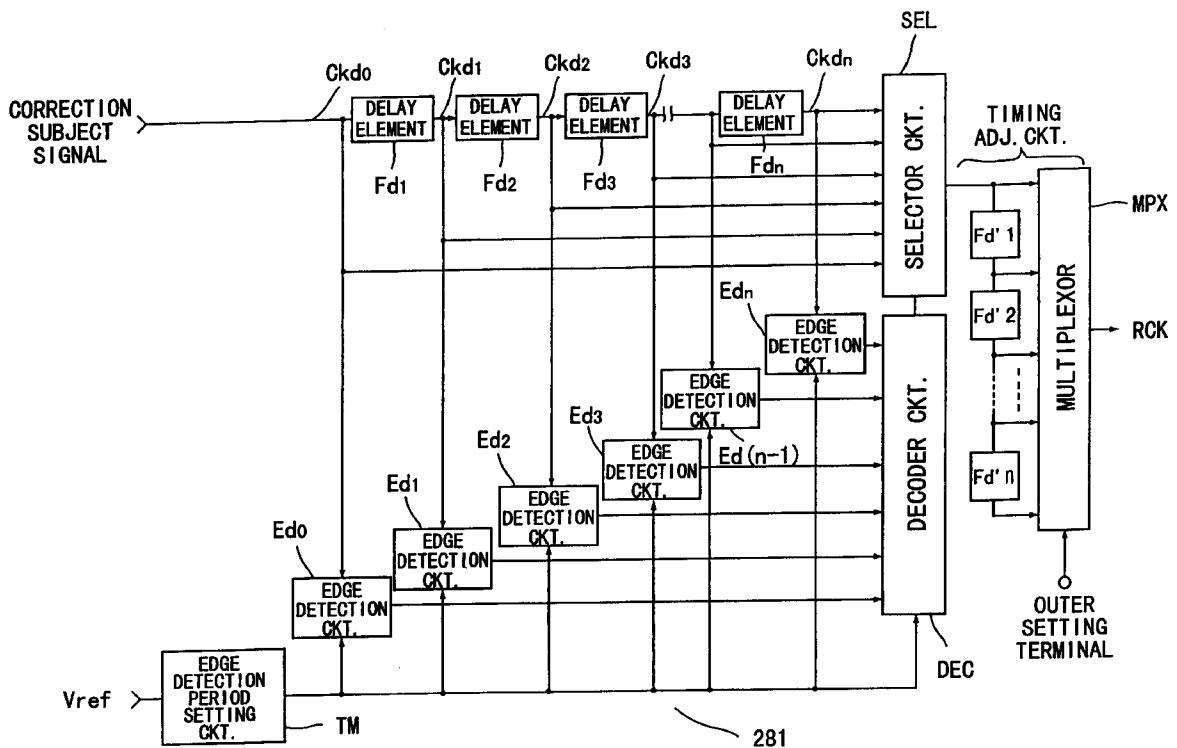 SEL
Ckd0
Ckd1
Ckd2
Ckd3
Ckdn
CORRECTION
SUBJECT
SIGNAL
DELAY
ELEMENT
DELAY
ELEMENT
DELAY
ELEMENT
DELAY
ELEMENT
Fd1
Fd2
Fd3
Fdn
SELECTOR CKT.
TIMING
ADJ. CKT.
MPX
Fd'1
Fd'2
Fd'n
MULTIPLEXOR
RCK
Edn
EDGE
DETECTION
CKT.
EDGE
DETECTION
CKT.
Ed(n-1)
Ed3
EDGE
DETECTION
CKT.
Ed2
EDGE
DETECTION
CKT.
Ed1
EDGE
DETECTION
CKT.
Ed0
EDGE
DETECTION
CKT.
DECODER CKT.
DEC
OUTER
SETTING
TERMINAL
Vref
EDGE
DETECTION
PERIOD
SETTING
CKT.
TM
281